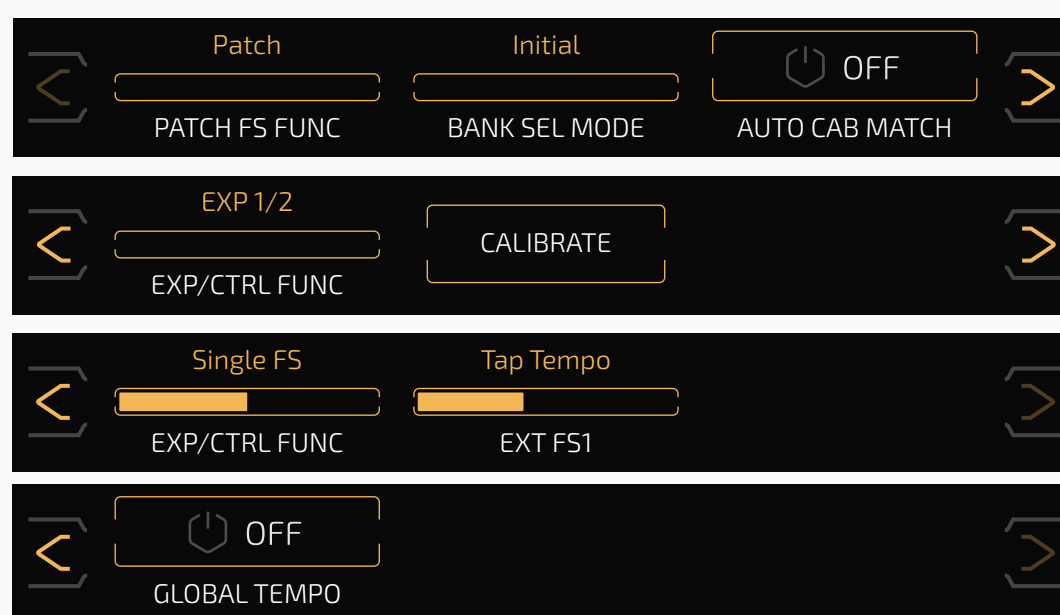 Patch Initial OFF
PATCH FS FUNC BANK SEL MODE AUTO CAB MATCH
EXP 1/2
CALIBRATE
EXP/CTRL FUNC
Single FS Tap Tempo
EXP/CTRL FUNC EXT FS1
OFF
GLOBAL TEMPO